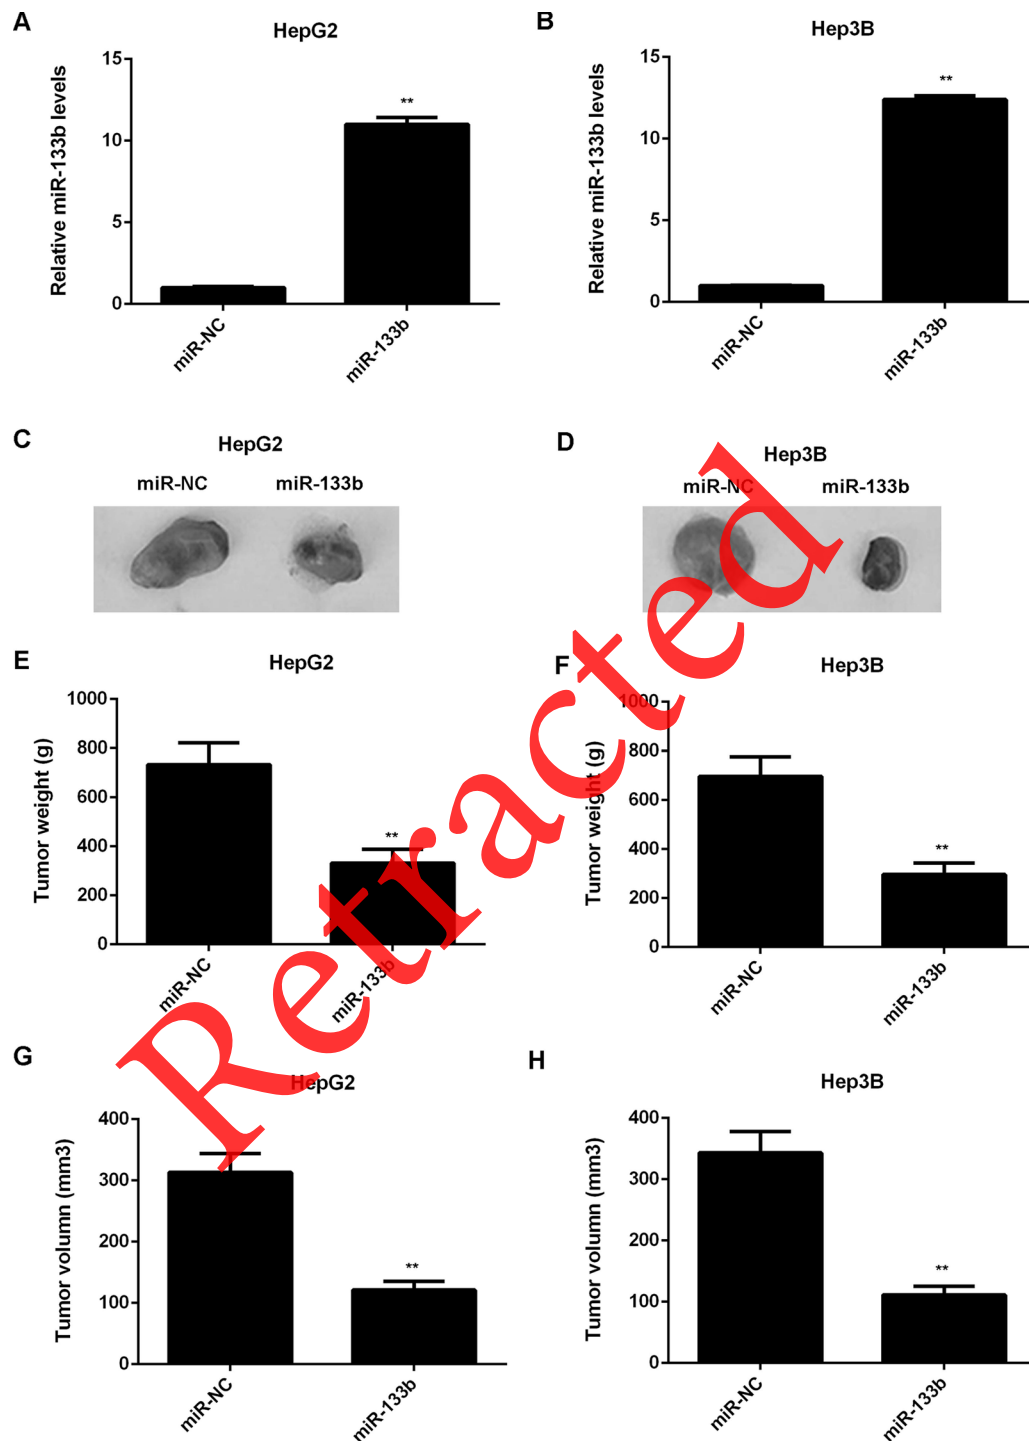 A
HepG2
Relative miR-133b levels
15
10
5
0
**
miR-NC
miR-133b
B
Hep3B
Relative miR-133b levels
15
10
5
0
**
miR-NC
miR-133b
C
HepG2
miR-NC miR-133b
D
Hep3B
miR-NC miR-133b
E
HepG2
Tumor weight (g)
1000
800
600
400
200
0
**
miR-NC
miR-133b
F
Hep3B
Tumor weight (g)
1000
800
600
400
200
0
**
miR-NC
miR-133b
G
HepG2
Tumor volumn (mm3)
400
300
200
100
0
**
miR-NC
miR-133b
H
Hep3B
Tumor volumn (mm3)
400
300
200
100
0
**
miR-NC
miR-133b
Retracted